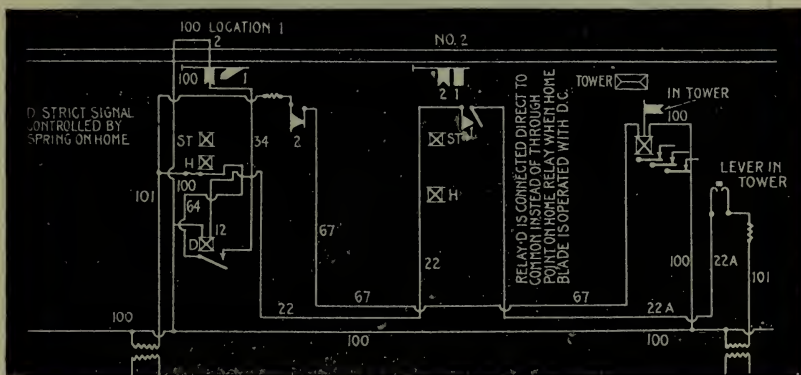 100 LOCATION 1
2
NO. 2
100
1
2 1
TOWER
IN TOWER
100
D STRICT SIGNAL
CONTROLLED BY
SPRING ON HOME
ST
H
34
2
ST
1
H
RELAY-D IS CONNECTED DIRECT TO
COMMON INSTEAD OF THROUGH
POINT ON HOME RELAY WHEN HOME
BLADE IS OPERATED WITH D.C.
LEVER IN
TOWER
101
100
64
12
D
67
22
100
22A
101
22
67
67
22A
100
100
100